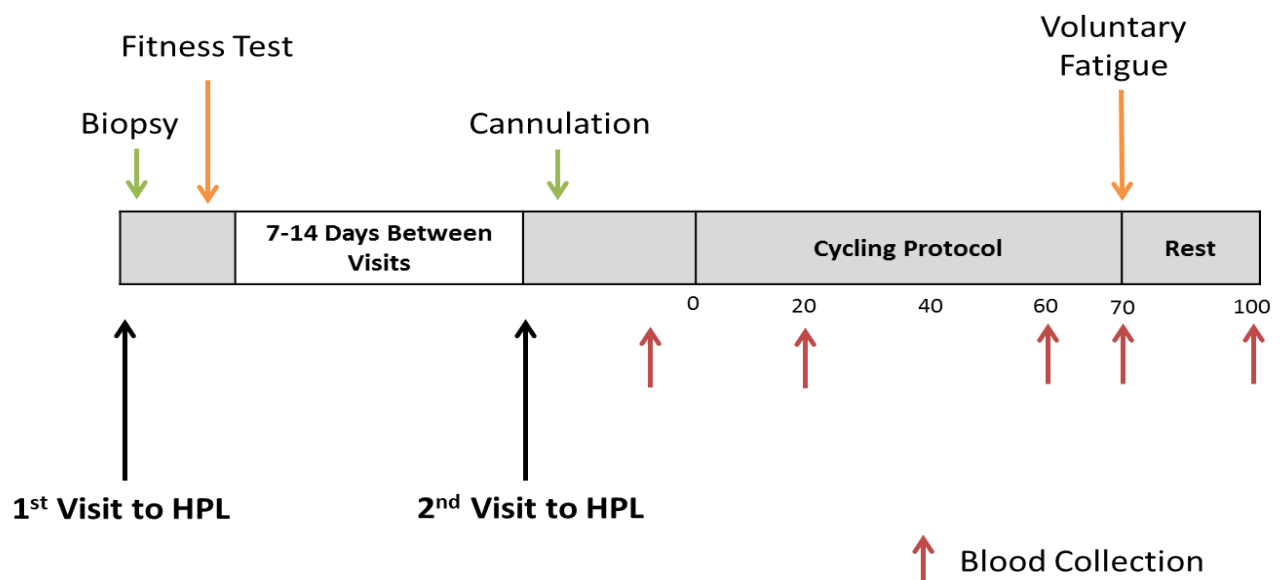 Fitness Test
Voluntary
Fatigue
Biopsy
Cannulation
7-14 Days Between
Visits
Cycling Protocol
Rest
0
20
40
60
70
100
1st Visit to HPL
2nd Visit to HPL
Blood Collection